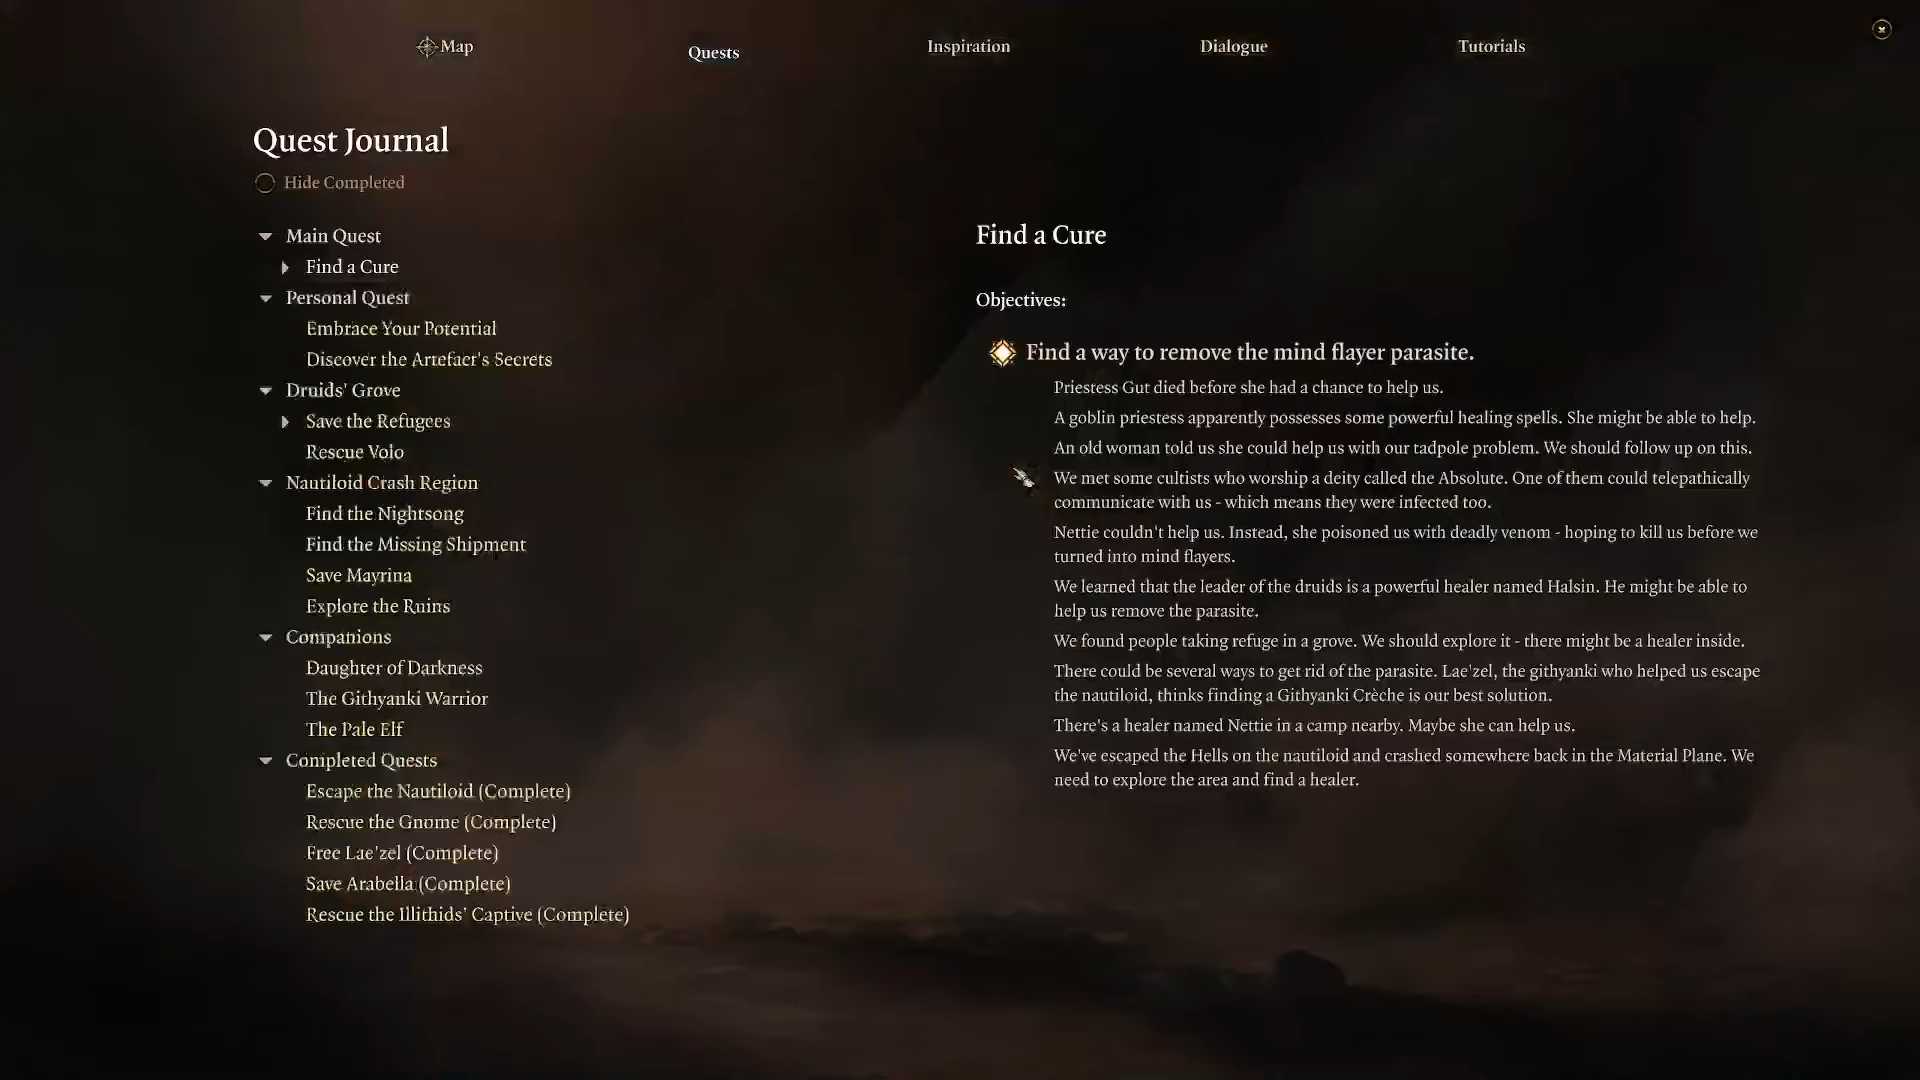 Map
Quests
Inspiration
Dialogue
Tutorials
Quest Journal
Hide Completed
Main Quest
Find a Cure
Personal Quest
Embrace Your Potential
Discover the Artefact's Secrets
Druids' Grove
Save the Refugees
Rescue Volo
Nautiloid Crash Region
Find the Nightsong
Find the Missing Shipment
Save Mayrina
Explore the Ruins
Companions
Daughter of Darkness
The Githyanki Warrior
The Pale Elf
Completed Quests
Escape the Nautiloid (Complete)
Rescue the Gnome (Complete)
Free Lae'zel (Complete)
Save Arabella (Complete)
Rescue the Illithids' Captive (Complete)
Find a Cure
Objectives:
Find a way to remove the mind flayer parasite.
Priestess Gut died before she had a chance to help us.
A goblin priestess apparently possesses some powerful healing spells. She might be able to help.
An old woman told us she could help us with our tadpole problem. We should follow up on this.
We met some cultists who worship a deity called the Absolute. One of them could telepathically
communicate with us - which means they were infected too.
Nettie couldn't help us. Instead, she poisoned us with deadly venom - hoping to kill us before we
turned into mind flayers.
We learned that the leader of the druids is a powerful healer named Halsin. He might be able to
help us remove the parasite.
We found people taking refuge in a grove. We should explore it - there might be a healer inside.
There could be several ways to get rid of the parasite. Lae'zel, the githyanki who helped us escape
the nautiloid, thinks finding a Githyanki Crèche is our best solution.
There's a healer named Nettie in a camp nearby. Maybe she can help us.
We've escaped the Hells on the nautiloid and crashed somewhere back in the Material Plane. We
need to explore the area and find a healer.